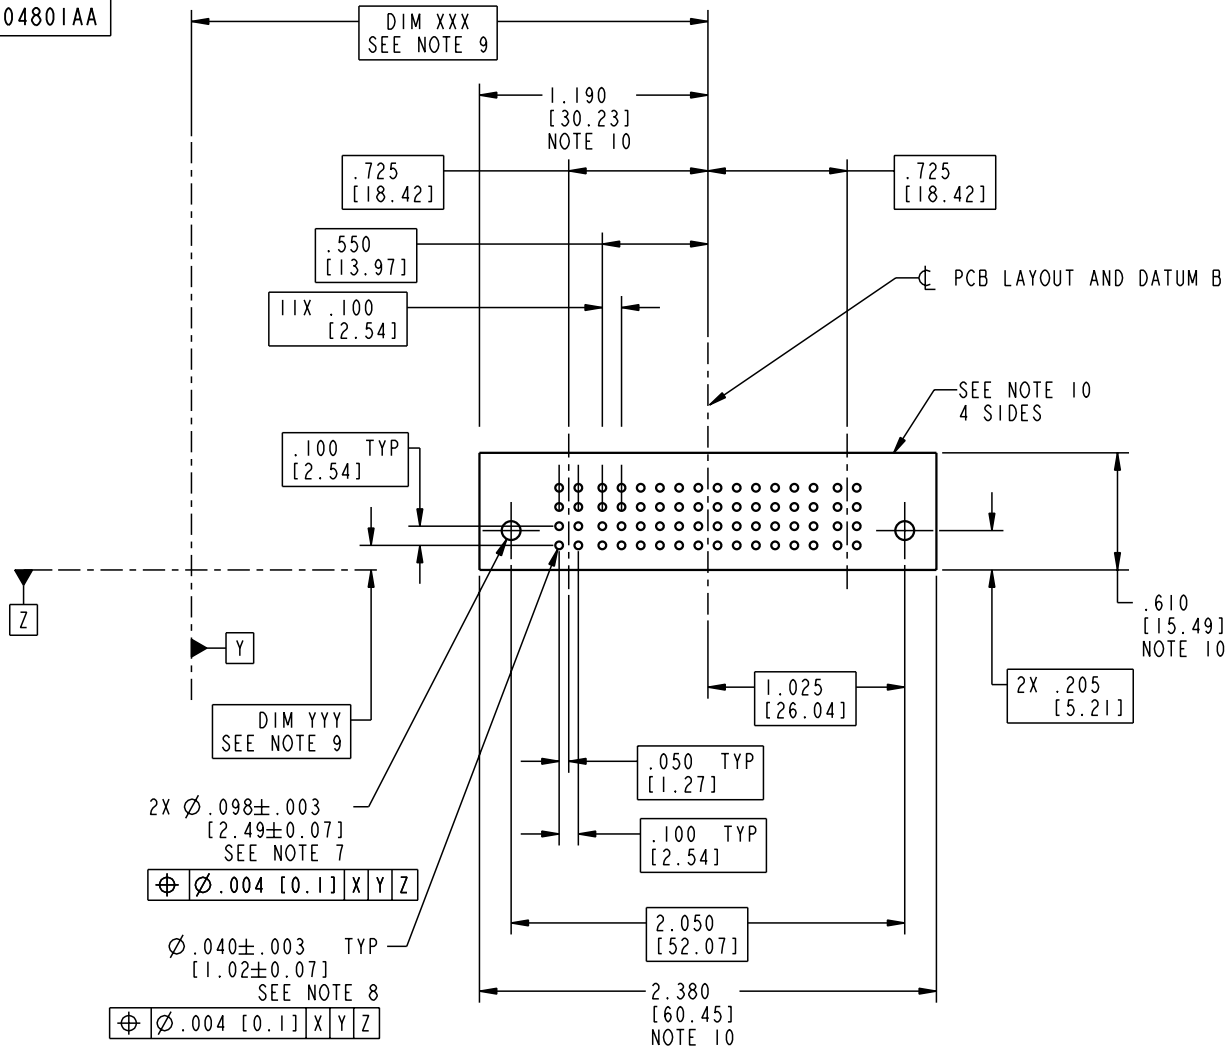 04801AA
DIM XXX
SEE NOTE 9
1.190
[30.23]
NOTE 10
.725
[18.42]
.725
[18.42]
.550
[13.97]
℄ PCB LAYOUT AND DATUM B
11X .100
[2.54]
SEE NOTE 10
4 SIDES
.100 TYP
[2.54]
Z
Y
.610
[15.49]
NOTE 10
1.025
[26.04]
2X .205
[5.21]
DIM YYY
SEE NOTE 9
.050 TYP
[1.27]
2X Ø.098±.003
[2.49±0.07]
SEE NOTE 7
⌖ Ø.004 [0.1] X Y Z
.100 TYP
[2.54]
2.050
[52.07]
Ø.040±.003 TYP
[1.02±0.07]
SEE NOTE 8
⌖ Ø.004 [0.1] X Y Z
2.380
[60.45]
NOTE 10